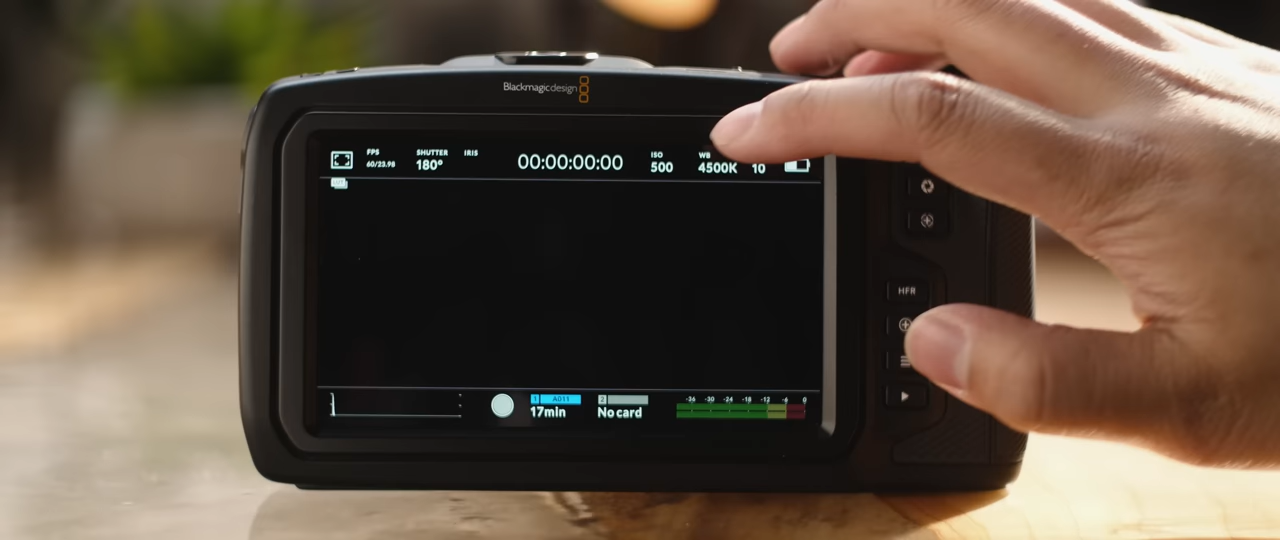 Blackmagicdesign
FPS SHUTTER IRIS ISO WB
60/23.98 180° 00:00:00:00 500 4500K 10
HFR
1 A011 2 -36 -30 -24 -18 -12 -6 0
17min No card